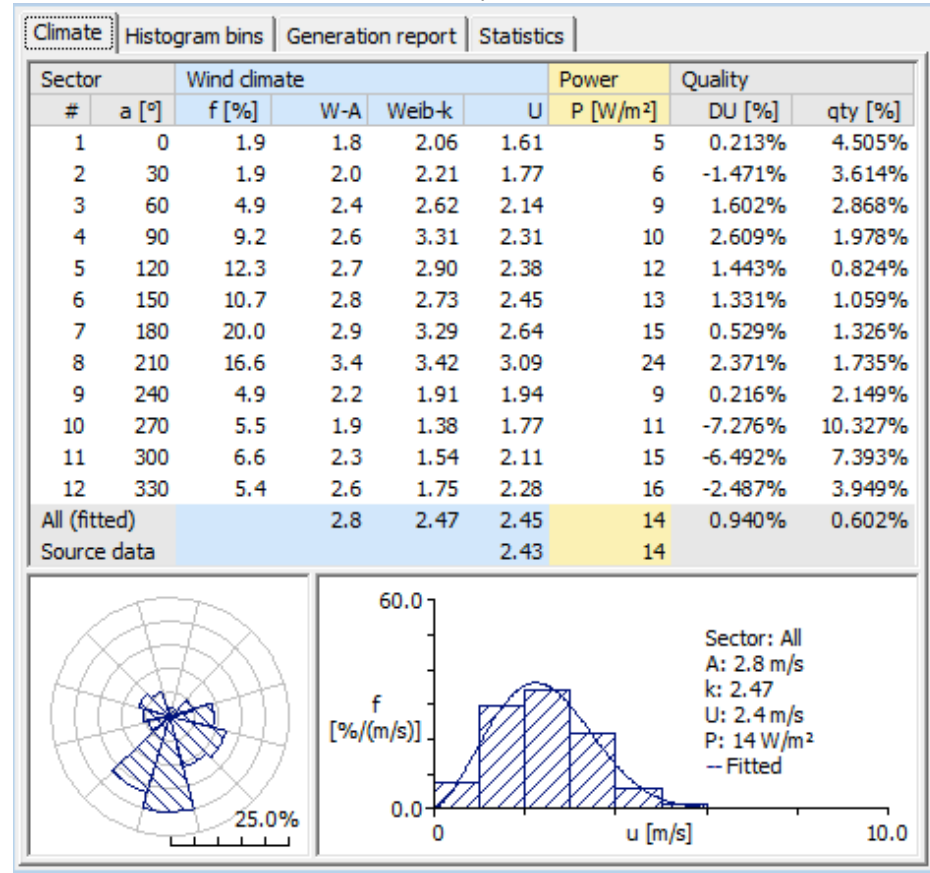 Climate Histogram bins Generation report Statistics
Sector Wind climate Power Quality
# a [º] f [%] W-A Weib-k U P [W/m²] DU [%] qty [%]
1 0 1.9 1.8 2.06 1.61 5 0.213% 4.505%
2 30 1.9 2.0 2.21 1.77 6 -1.471% 3.614%
3 60 4.9 2.4 2.62 2.14 9 1.602% 2.868%
4 90 9.2 2.6 3.31 2.31 10 2.609% 1.978%
5 120 12.3 2.7 2.90 2.38 12 1.443% 0.824%
6 150 10.7 2.8 2.73 2.45 13 1.331% 1.059%
7 180 20.0 2.9 3.29 2.64 15 0.529% 1.326%
8 210 16.6 3.4 3.42 3.09 24 2.371% 1.735%
9 240 4.9 2.2 1.91 1.94 9 0.216% 2.149%
10 270 5.5 1.9 1.38 1.77 11 -7.276% 10.327%
11 300 6.6 2.3 1.54 2.11 15 -6.492% 7.393%
12 330 5.4 2.6 1.75 2.28 16 -2.487% 3.949%
All (fitted) 2.8 2.47 2.45 14 0.940% 0.602%
Source data 2.43 14
25.0%
60.0
f
[%/(m/s)]
0.0
0 u [m/s] 10.0
Sector: All
A: 2.8 m/s
k: 2.47
U: 2.4 m/s
P: 14 W/m²
-- Fitted